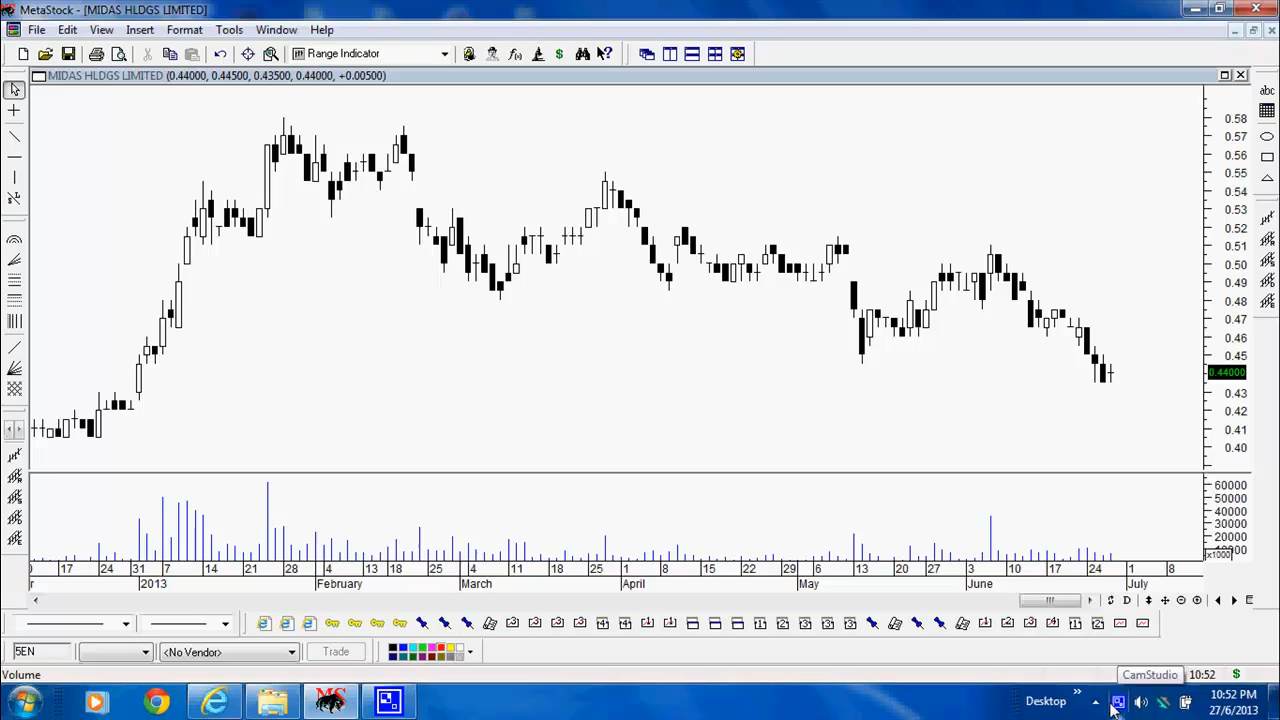 MetaStock - [MIDAS HLDGS LIMITED]
File Edit View Insert Format Tools Window Help
Range Indicator
MIDAS HLDGS LIMITED (0.44000, 0.44500, 0.43500, 0.44000, +0.00500)
abc
0.58
0.57
0.56
0.55
0.54
0.53
0.52
0.51
0.50
0.49
0.48
0.47
0.46
0.45
0.44000
0.43
0.42
0.41
0.40
60000
50000
40000
30000
20000
10000
x1000
17 24 31 7 14 21 28 4 13 18 25 4 11 18 25 1 8 15 22 29 6 13 20 27 3 10 17 24 1 8
r 2013 February March April May June July
D
5EN <No Vendor> Trade
Volume CamStudio 10:52
Desktop 10:52 PM
27/6/2013